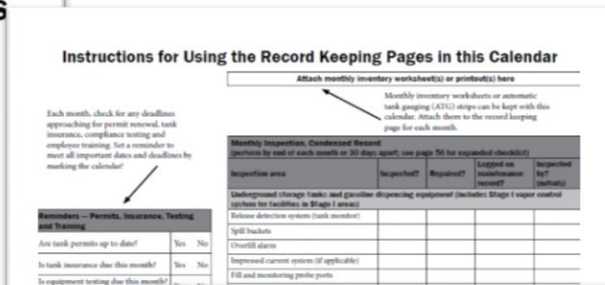 s
Instructions for Using the Record Keeping Pages in this Calendar
Attach monthly inventory worksheet(s) or printout(s) here
Each month, check for any deadlines
approaching for permit renewal, tank
insurance, compliance testing and
employee training. Set a reminder to
meet all important dates and deadlines by
marking the calendar!
Monthly inventory worksheets or automatic
tank gauging (ATG) strips can be kept with this
calendar. Attach them to the record keeping
page for each month.
Reminders — Permits, Insurance, Testing
and Training
Are tank permits up to date? Yes No
Is tank insurance due this month? Yes No
Is equipment testing due this month?
Monthly Inspection, Condensed Record
(perform by end of each month or 30 days apart; see page 56 for expanded checklist)
Inspection area Inspected? Repaired? Logged on maintenance record? Inspected by? (initials)
Underground storage tanks and gasoline dispensing equipment (includes Stage I vapor control
system for facilities in Stage I areas)
Release detection system (tank monitor)
Spill buckets
Overfill alarm
Impressed current system (if applicable)
Fill and monitoring probe ports